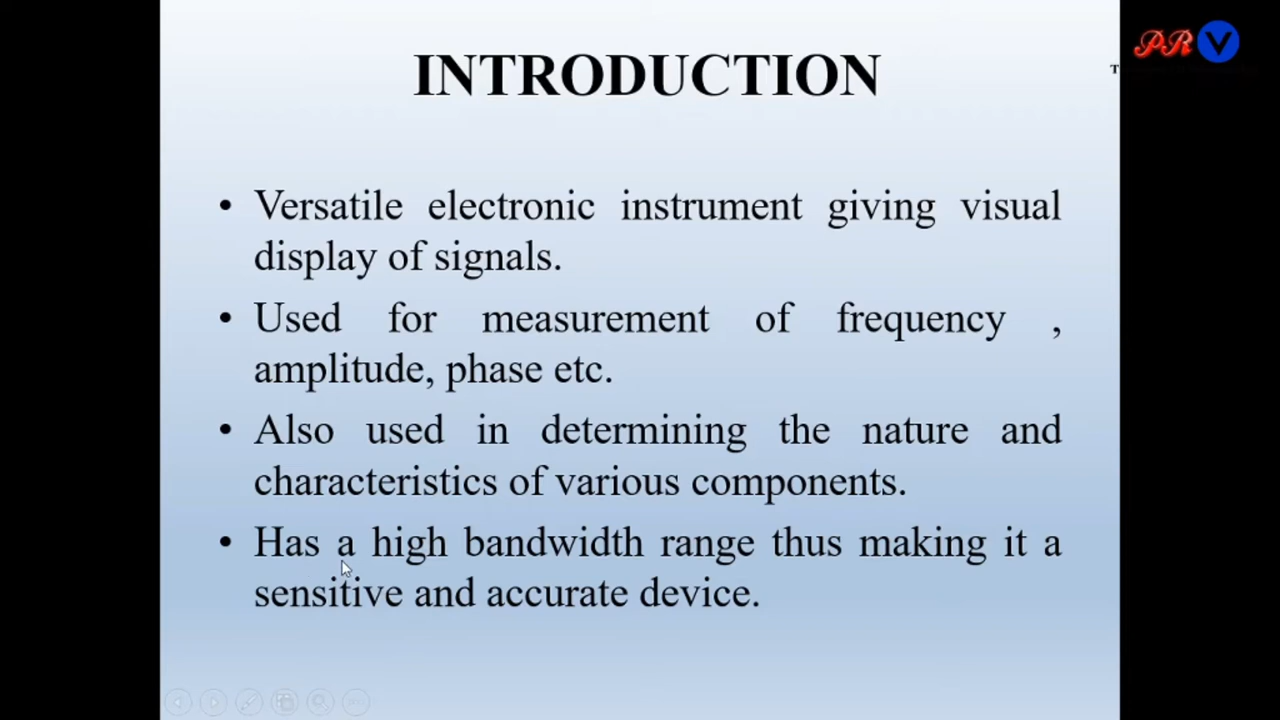 INTRODUCTION
PR V
T
• Versatile electronic instrument giving visual
display of signals.
• Used for measurement of frequency ,
amplitude, phase etc.
• Also used in determining the nature and
characteristics of various components.
• Has a high bandwidth range thus making it a
sensitive and accurate device.